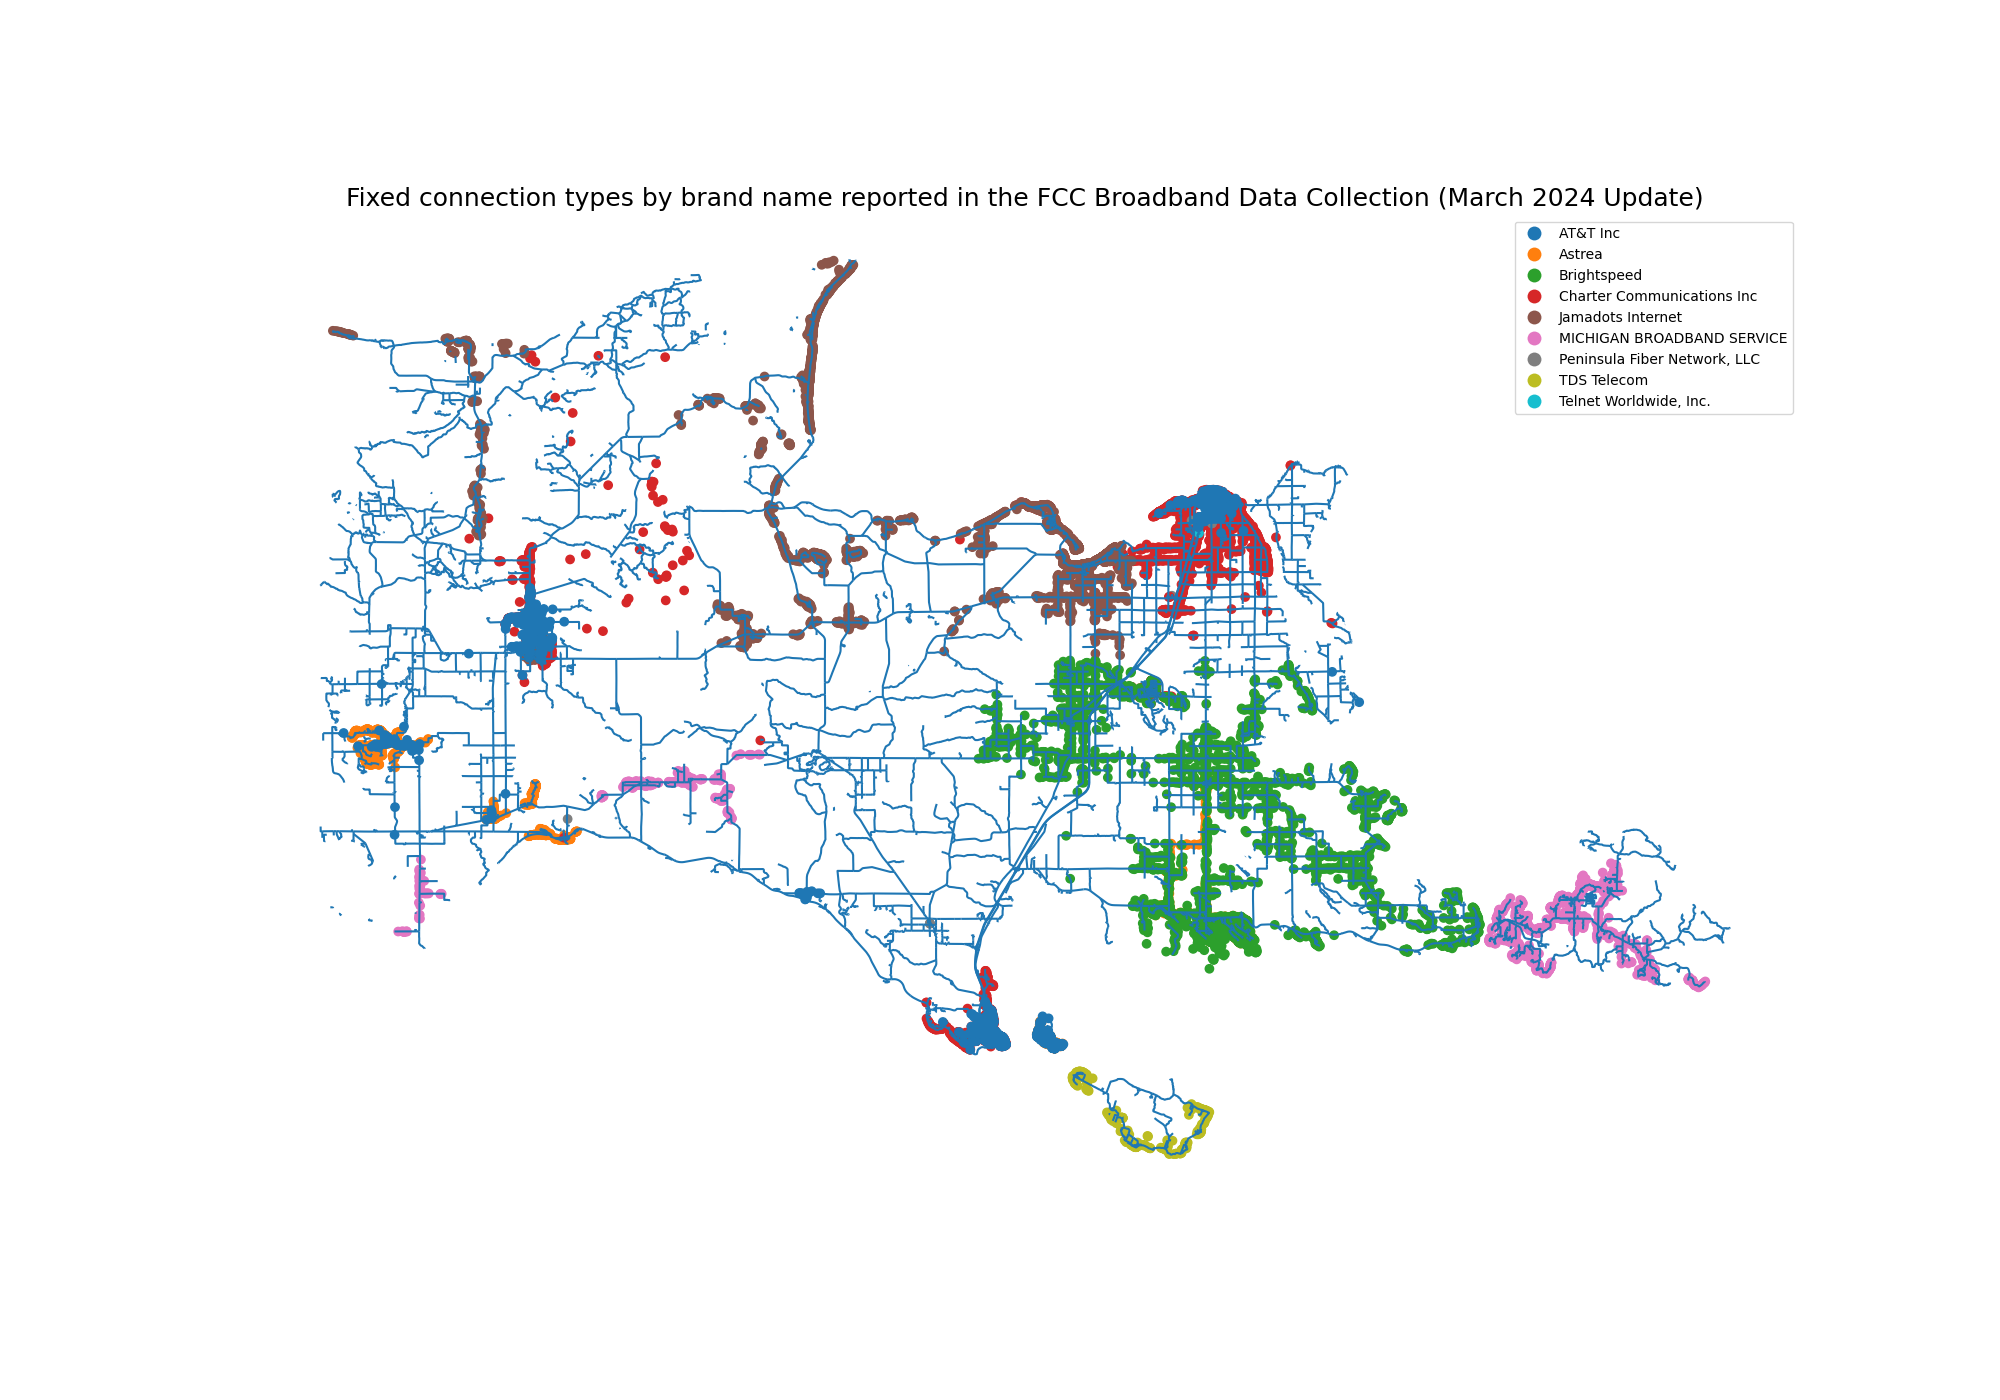 Fixed connection types by brand name reported in the FCC Broadband Data Collection (March 2024 Update)
AT&T Inc
Astrea
Brightspeed
Charter Communications Inc
Jamadots Internet
MICHIGAN BROADBAND SERVICE
Peninsula Fiber Network, LLC
TDS Telecom
Telnet Worldwide, Inc.